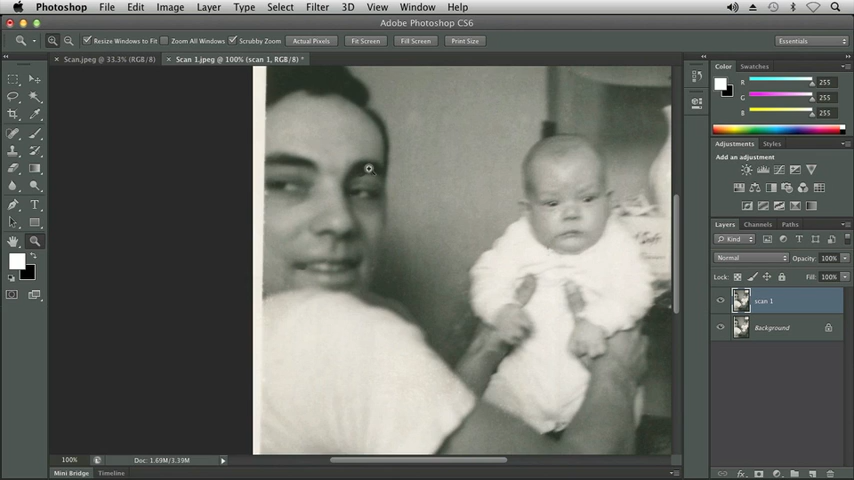 Photoshop File Edit Image Layer Type Select Filter 3D View Window Help
Adobe Photoshop CS6
Resize Windows to Fit Zoom All Windows Scrubby Zoom Actual Pixels Fit Screen Fill Screen Print Size Essentials
× Scan.jpeg @ 33.3% (RGB/8) × Scan 1.jpeg @ 100% (scan 1, RGB/8) *
Color Swatches
R 255
G 255
B 255
Adjustments Styles
Add an adjustment
Layers Channels Paths
Kind
Normal Opacity: 100%
Lock: Fill: 100%
scan 1
Background
100% Doc: 1.69M/3.39M
Mini Bridge Timeline